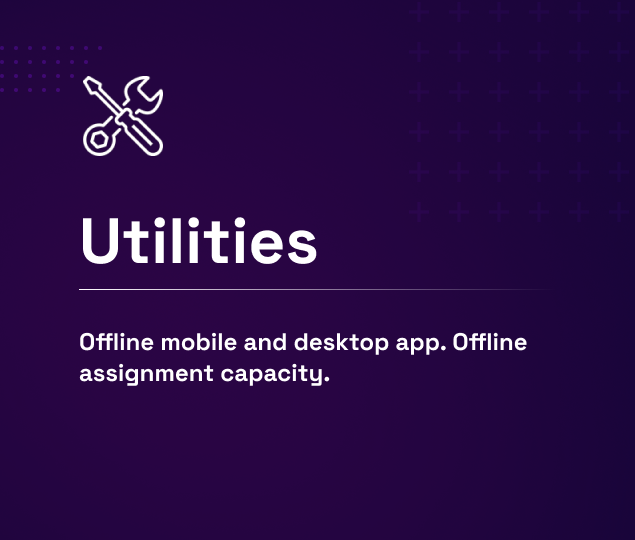 Utilities
Offline mobile and desktop app. Offline
assignment capacity.